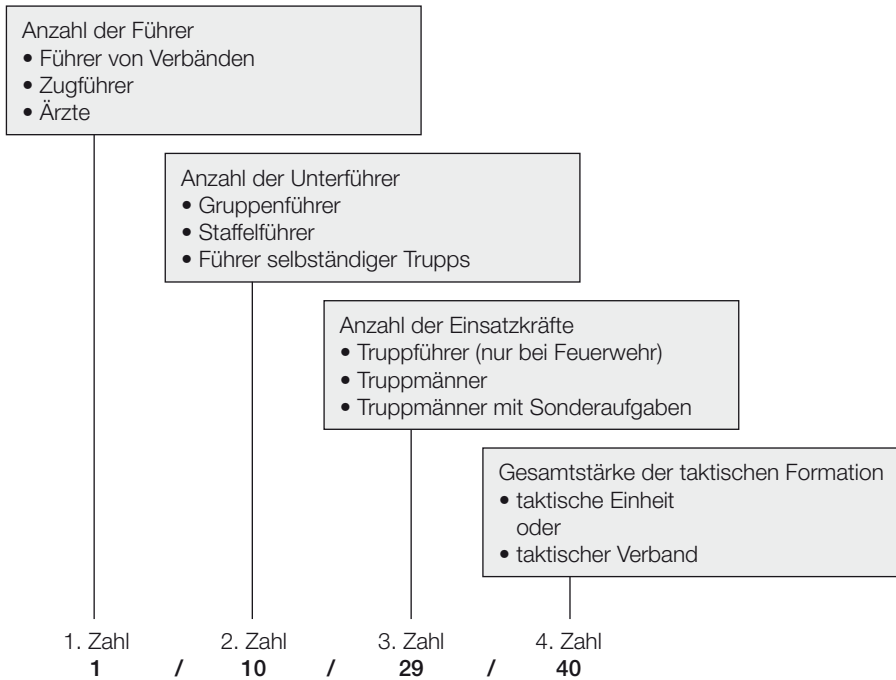 Anzahl der Führer
• Führer von Verbänden
• Zugführer
• Ärzte
Anzahl der Unterführer
• Gruppenführer
• Staffelführer
• Führer selbständiger Trupps
Anzahl der Einsatzkräfte
• Truppführer (nur bei Feuerwehr)
• Truppmänner
• Truppmänner mit Sonderaufgaben
Gesamtstärke der taktischen Formation
• taktische Einheit
oder
• taktischer Verband
1. Zahl 2. Zahl 3. Zahl 4. Zahl
1 / 10 / 29 / 40